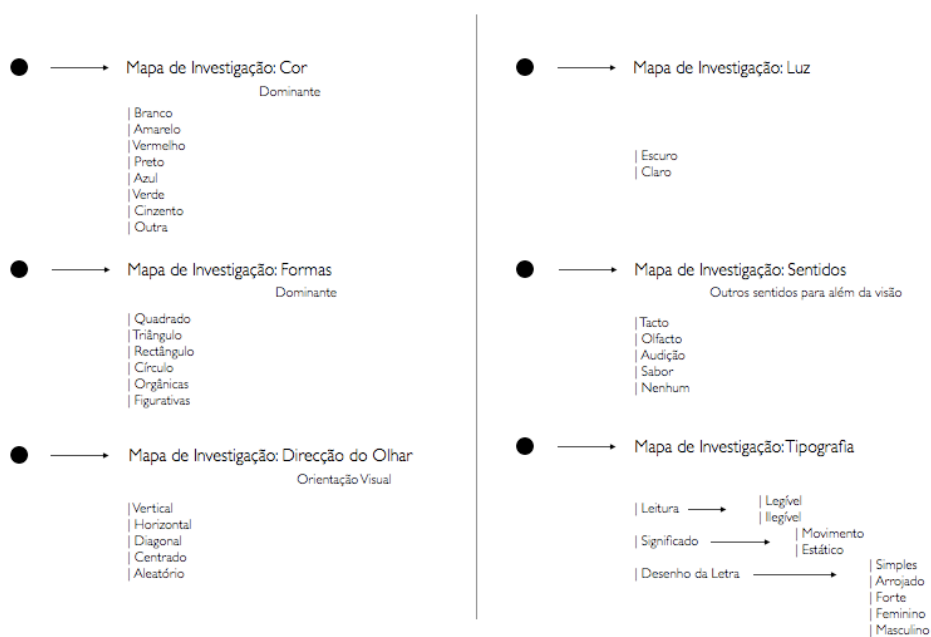 Mapa de Investigação: Cor
Dominante
| Branco
| Amarelo
| Vermelho
| Preto
| Azul
| Verde
| Cinzento
| Outra
Mapa de Investigação: Formas
Dominante
| Quadrado
| Triângulo
| Rectângulo
| Círculo
| Orgânicas
| Figurativas
Mapa de Investigação: Direcção do Olhar
Orientação Visual
| Vertical
| Horizontal
| Diagonal
| Centrado
| Aleatório
Mapa de Investigação: Luz
| Escuro
| Claro
Mapa de Investigação: Sentidos
Outros sentidos para além da visão
| Tacto
| Olfacto
| Audição
| Sabor
| Nenhum
Mapa de Investigação: Tipografia
| Leitura
| Legível
| Ilegível
| Significado
| Movimento
| Estático
| Desenho da Letra
| Simples
| Arrojado
| Forte
| Feminino
| Masculino